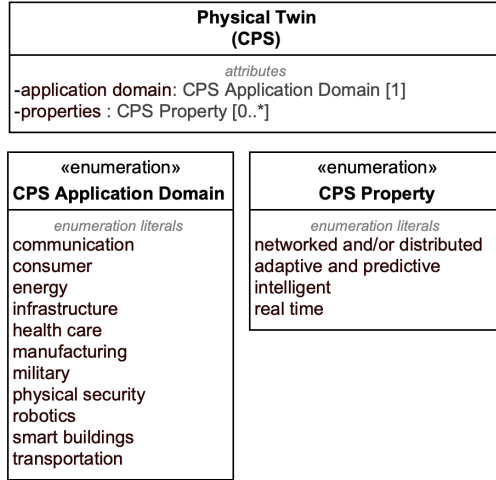 Physical Twin
(CPS)
attributes
-application domain: CPS Application Domain [1]
-properties : CPS Property [0..*]
«enumeration»
CPS Application Domain
enumeration literals
communication
consumer
energy
infrastructure
health care
manufacturing
military
physical security
robotics
smart buildings
transportation
«enumeration»
CPS Property
enumeration literals
networked and/or distributed
adaptive and predictive
intelligent
real time